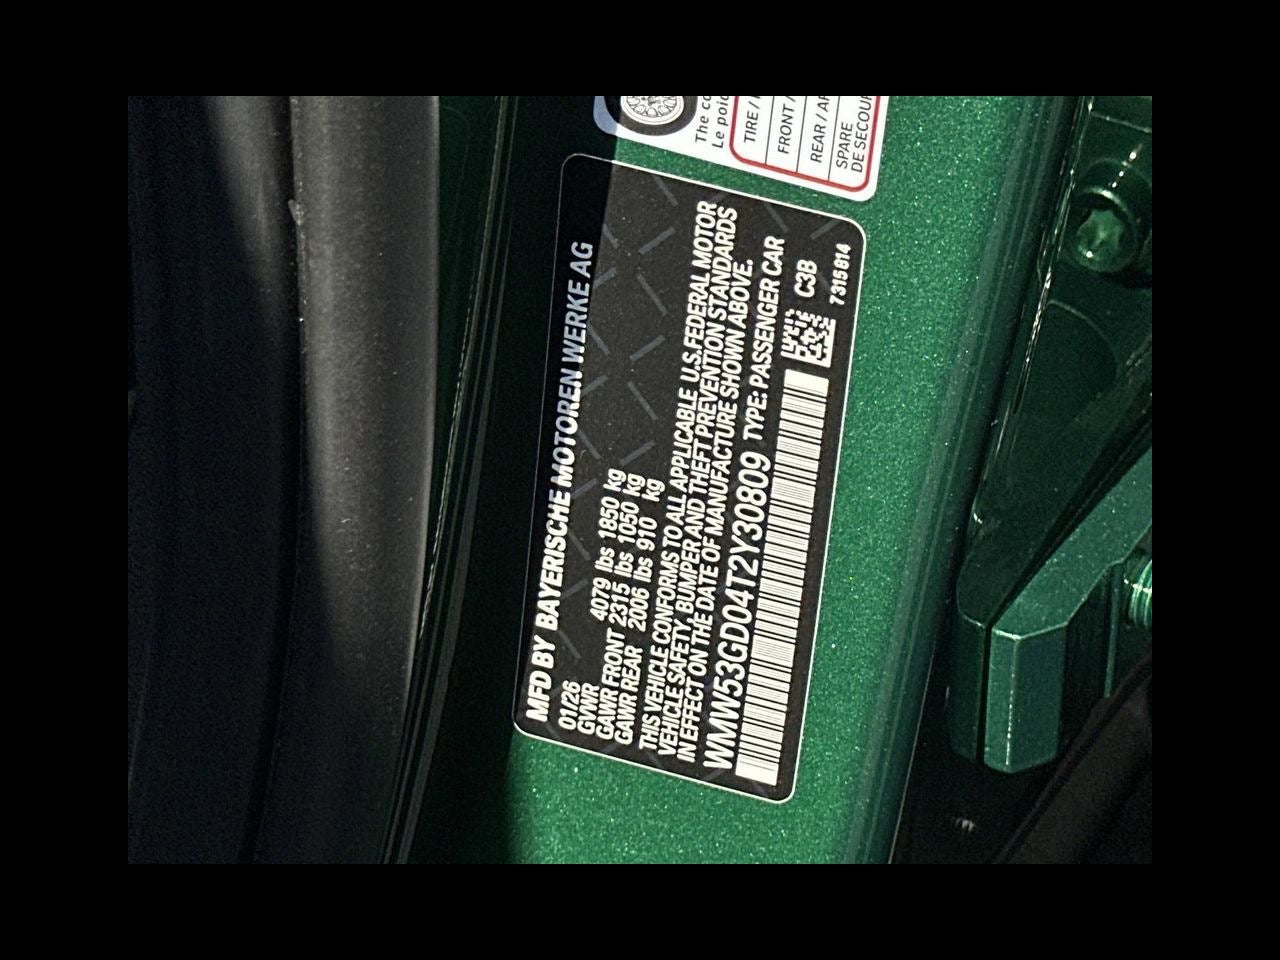 The
Le
TIRE /
FRONT /
REAR /
SPARE
DE SECOUR
MFD BY BAYERISCHE MOTOREN WERKE AG
01/26
GVWR 4079 lbs 1850 kg
GAWR FRONT 2315 lbs 1050 kg
GAWR REAR 2006 lbs 910 kg
THIS VEHICLE CONFORMS TO ALL APPLICABLE U.S. FEDERAL MOTOR
VEHICLE SAFETY, BUMPER AND THEFT PREVENTION STANDARDS
IN EFFECT ON THE DATE OF MANUFACTURE SHOWN ABOVE.
WMW53GD04T2Y30809 TYPE: PASSENGER CAR
C3B
7315814